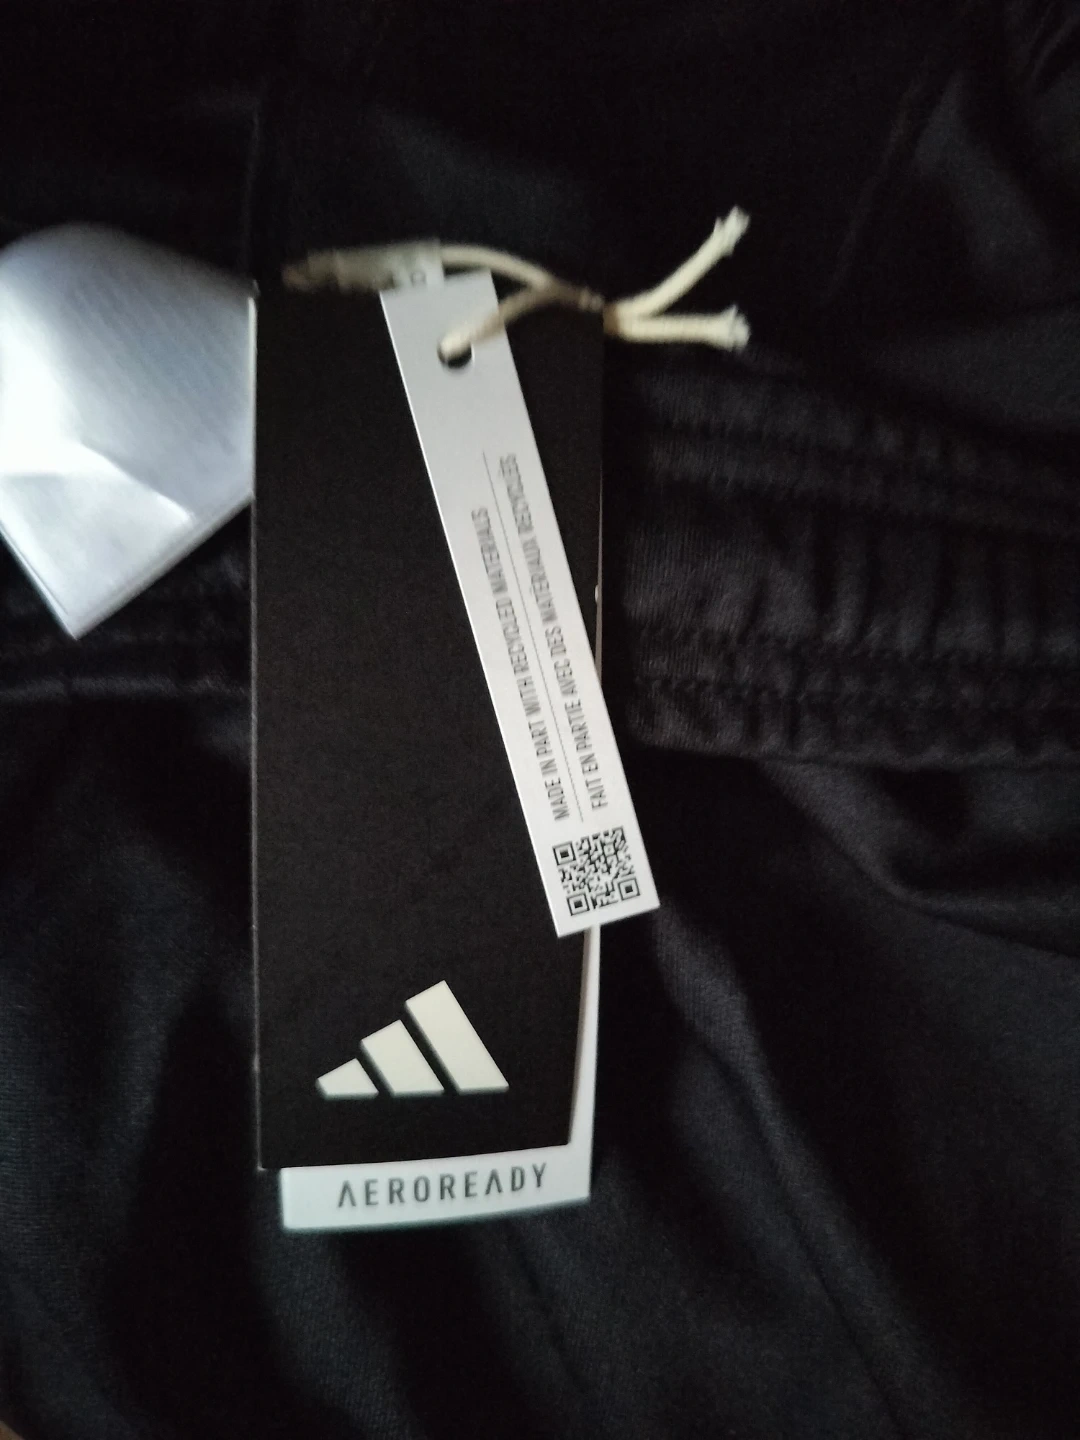 MADE IN PART WITH RECYCLED MATERIALS
FAIT EN PARTIE AVEC DES MATÉRIAUX RECYCLÉS
AEROREADY